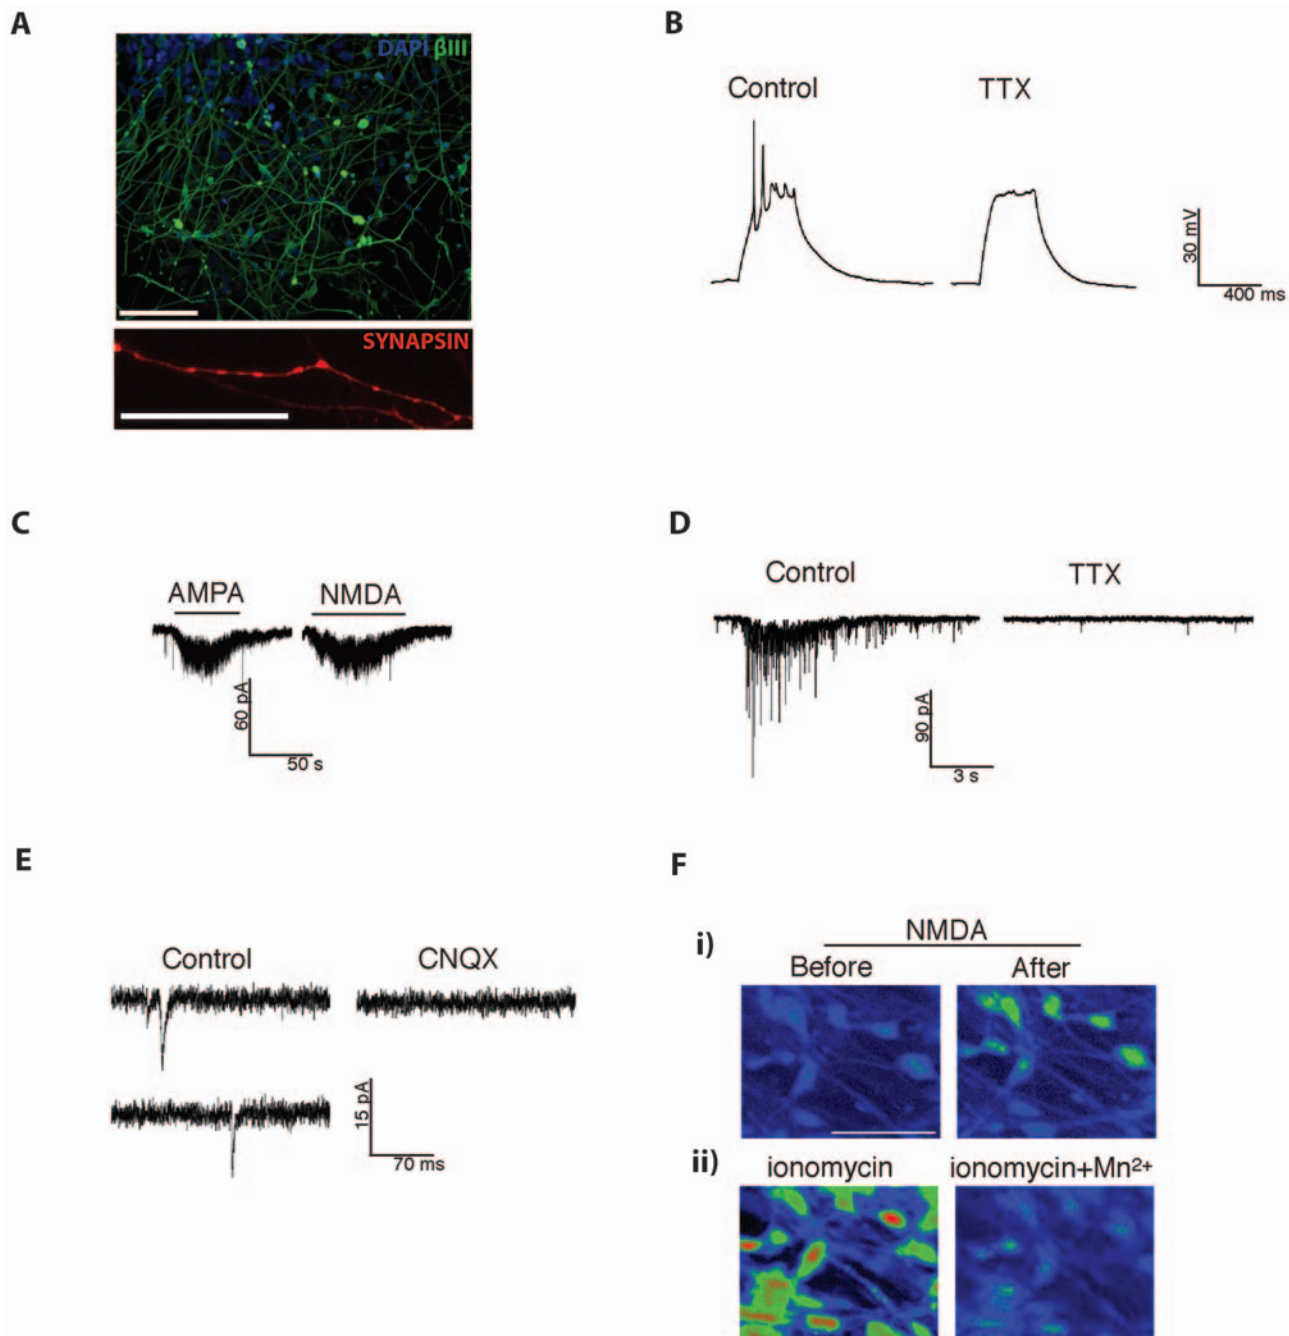 A
DAPI βIII
SYNAPSIN
B
Control TTX
30 mV
400 ms
C
AMPA NMDA
60 pA
50 s
D
Control TTX
90 pA
3 s
E
Control CNQX
15 pA
70 ms
F
i)
NMDA
Before After
ii)
ionomycin ionomycin+Mn²⁺